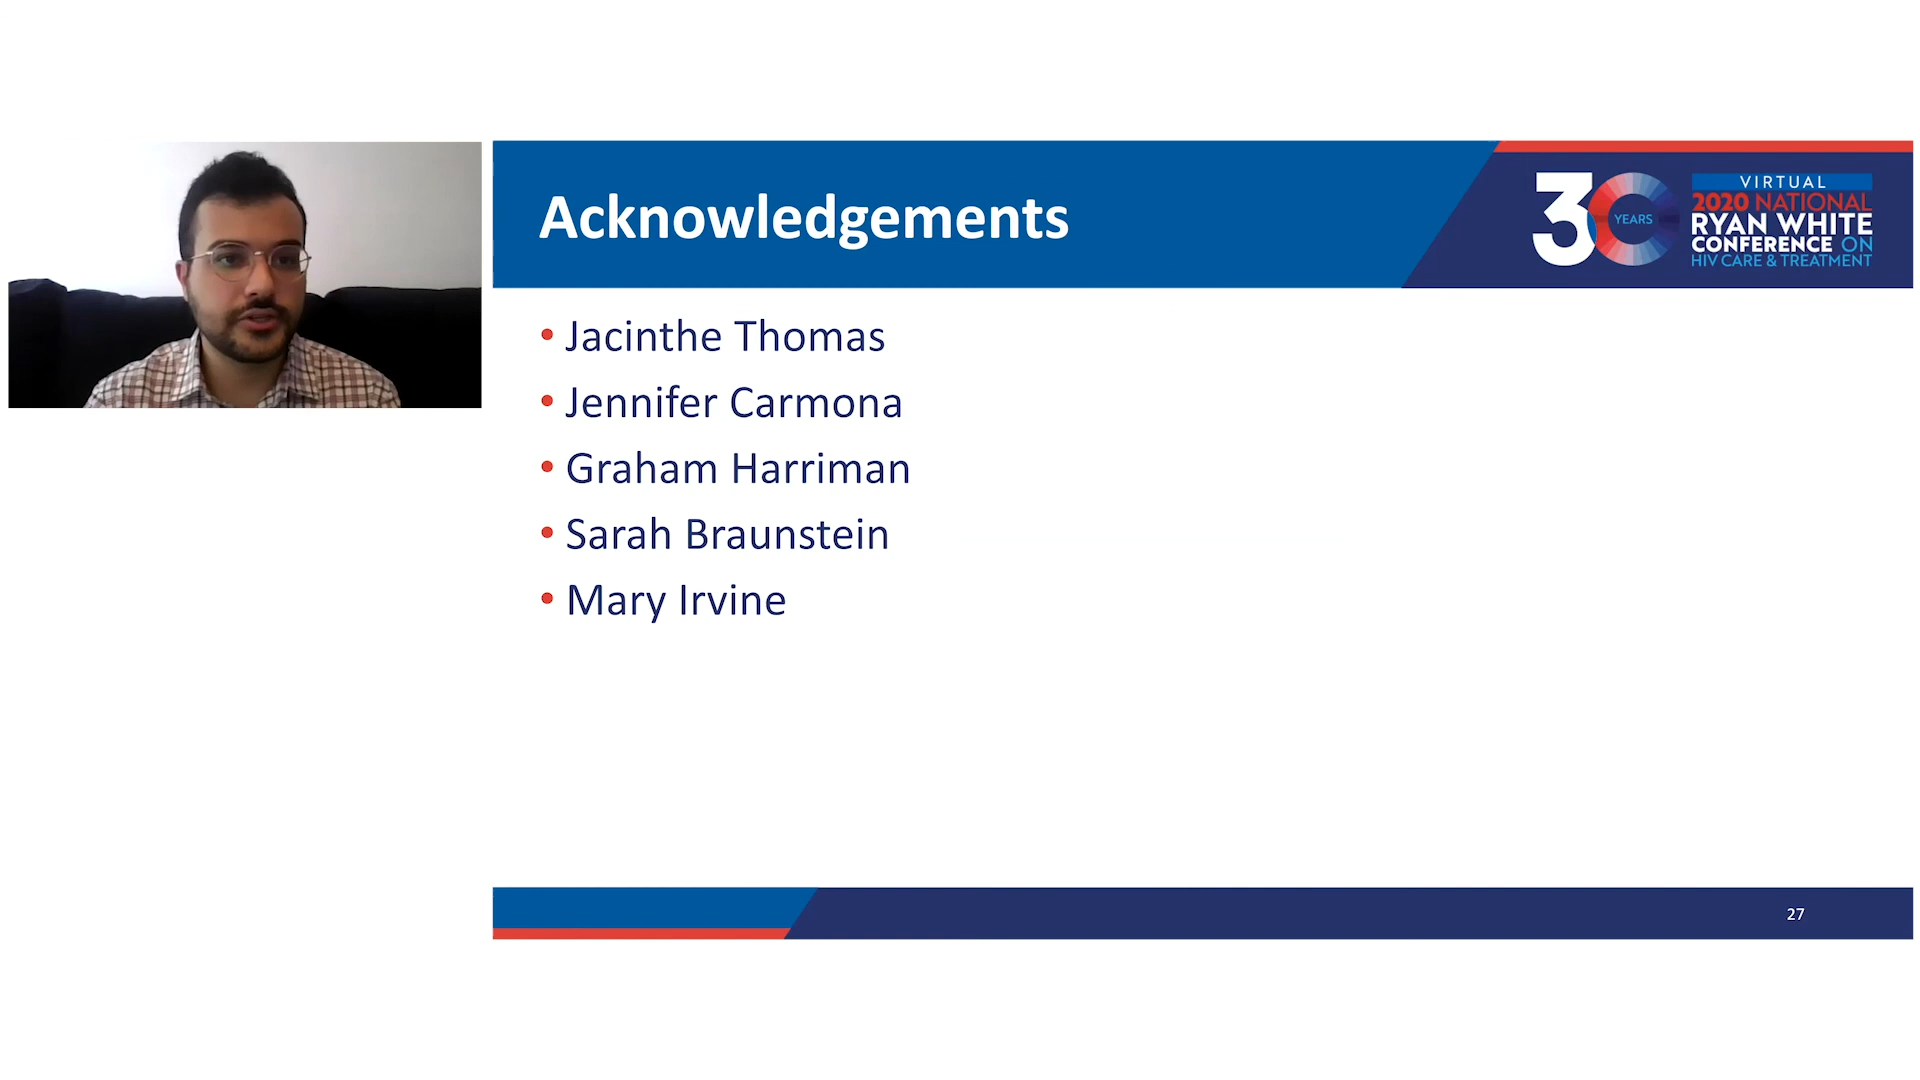 Acknowledgements
30 YEARS
VIRTUAL
2020 NATIONAL
RYAN WHITE
CONFERENCE ON
HIV CARE & TREATMENT
• Jacinthe Thomas
• Jennifer Carmona
• Graham Harriman
• Sarah Braunstein
• Mary Irvine
27